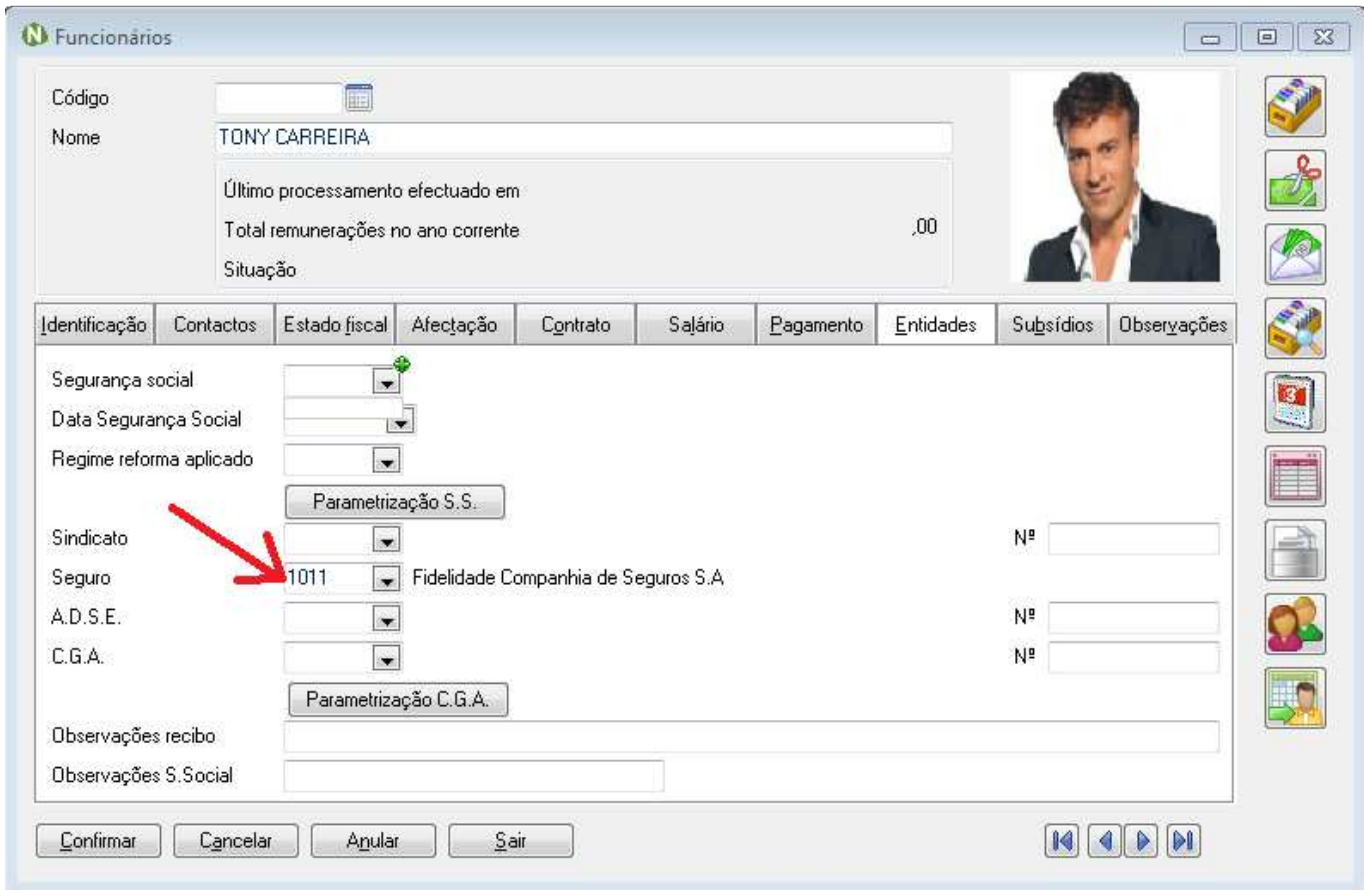 Funcionários
Código
Nome TONY CARREIRA
Último processamento efectuado em
Total remunerações no ano corrente ,00
Situação
Identificação Contactos Estado fiscal Afectação Contrato Salário Pagamento Entidades Subsídios Observações
Segurança social
Data Segurança Social
Regime reforma aplicado
Parametrização S.S.
Sindicato Nº
Seguro 1011 Fidelidade Companhia de Seguros S.A
A.D.S.E. Nº
C.G.A. Nº
Parametrização C.G.A.
Observações recibo
Observações S.Social
Confirmar Cancelar Anular Sair